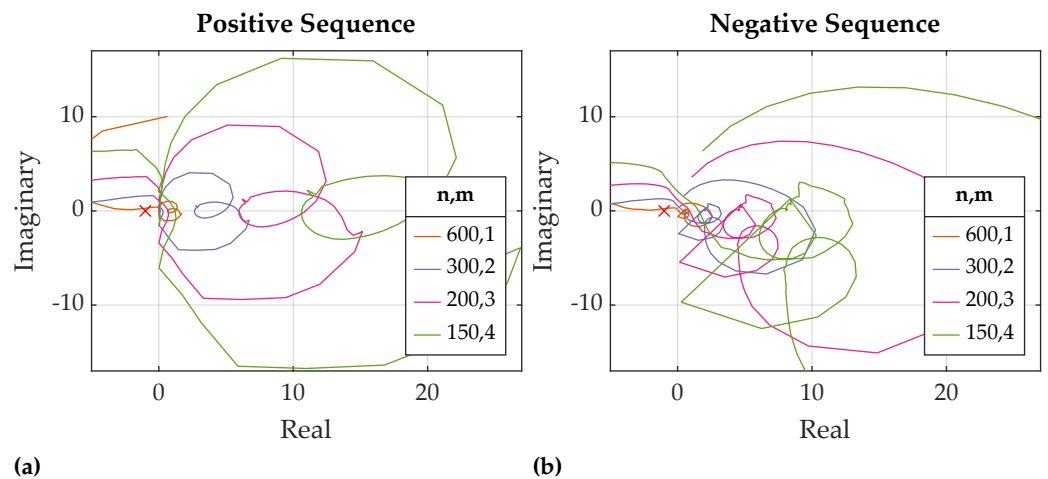 Positive Sequence
10
0
-10
0
10
20
Imaginary
Real
n,m
600,1
300,2
200,3
150,4
(a)
Negative Sequence
10
0
-10
0
10
20
Imaginary
Real
n,m
600,1
300,2
200,3
150,4
(b)